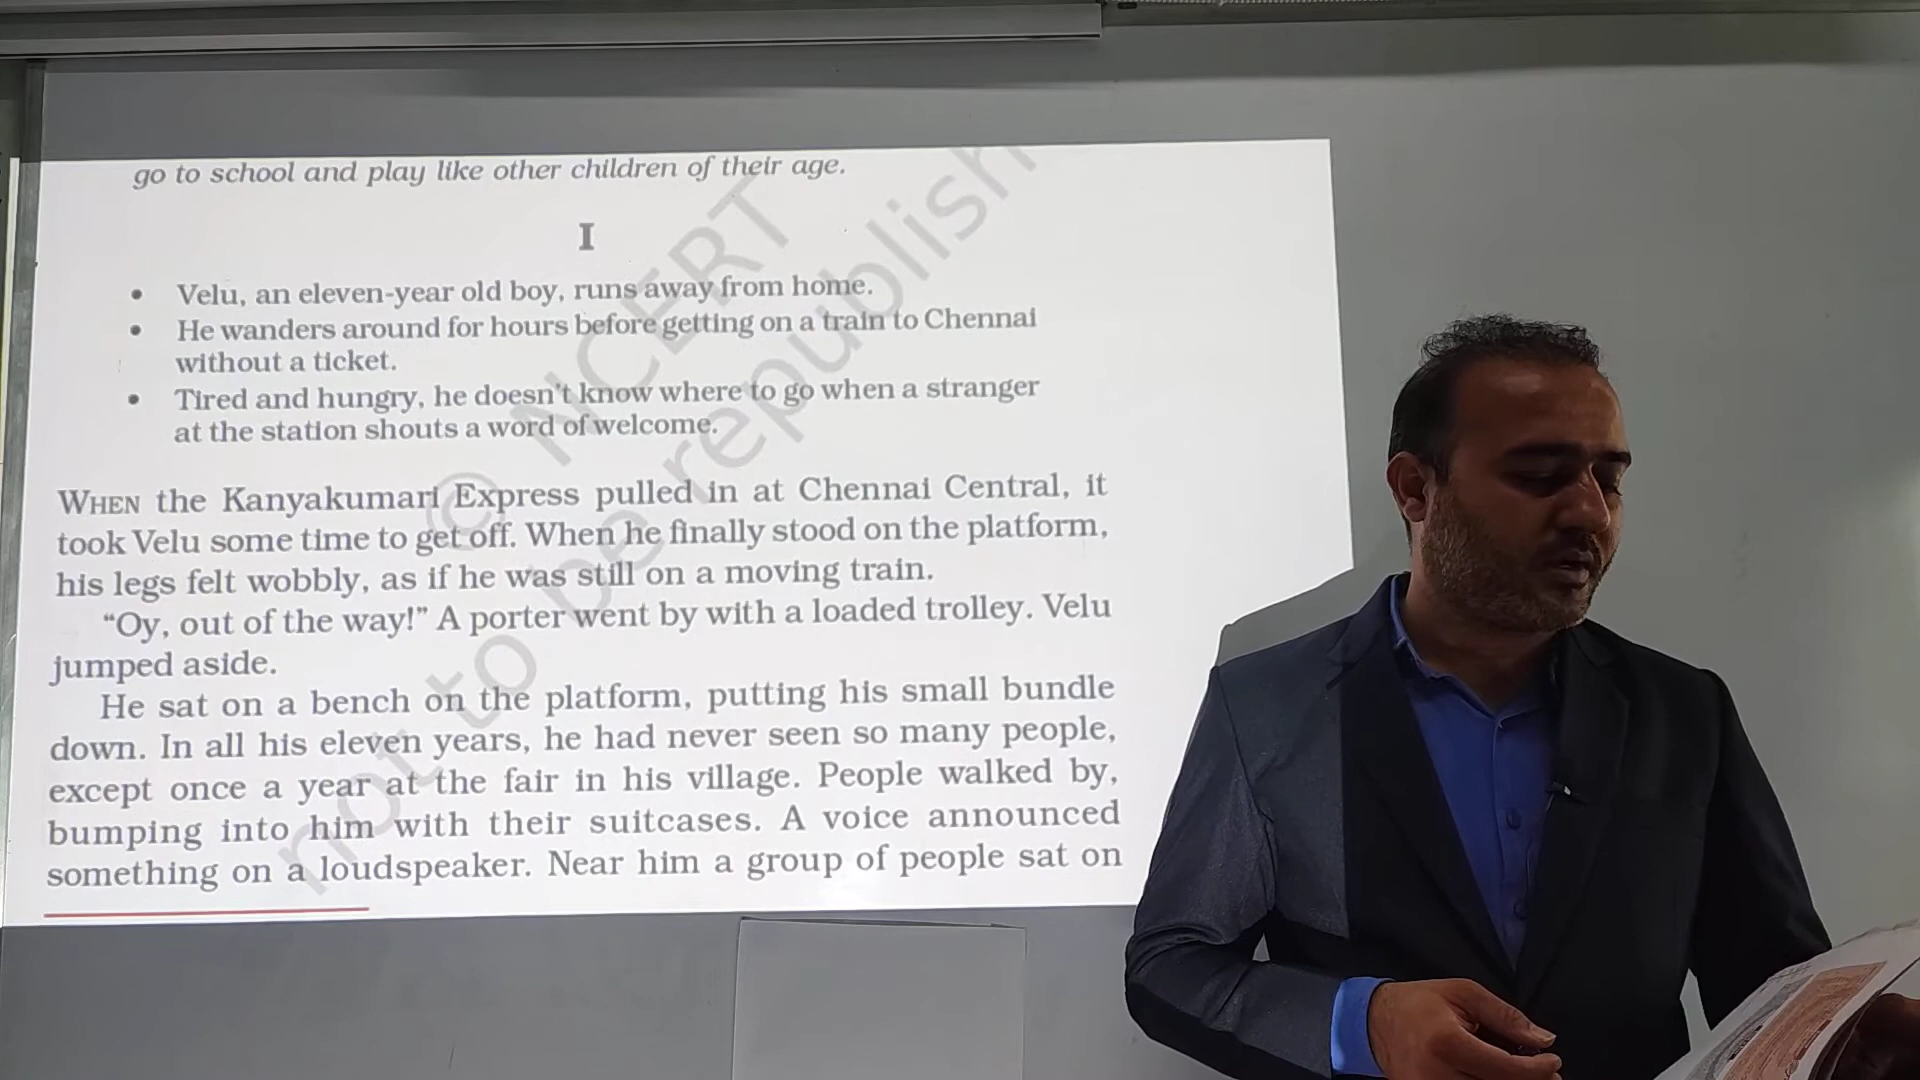 go to school and play like other children of their age.
I
• Velu, an eleven-year old boy, runs away from home.
• He wanders around for hours before getting on a train to Chennai
without a ticket.
• Tired and hungry, he doesn't know where to go when a stranger
at the station shouts a word of welcome.
WHEN the Kanyakumari Express pulled in at Chennai Central, it
took Velu some time to get off. When he finally stood on the platform,
his legs felt wobbly, as if he was still on a moving train.
“Oy, out of the way!” A porter went by with a loaded trolley. Velu
jumped aside.
He sat on a bench on the platform, putting his small bundle
down. In all his eleven years, he had never seen so many people,
except once a year at the fair in his village. People walked by,
bumping into him with their suitcases. A voice announced
something on a loudspeaker. Near him a group of people sat on
© NCERT
not to be republish